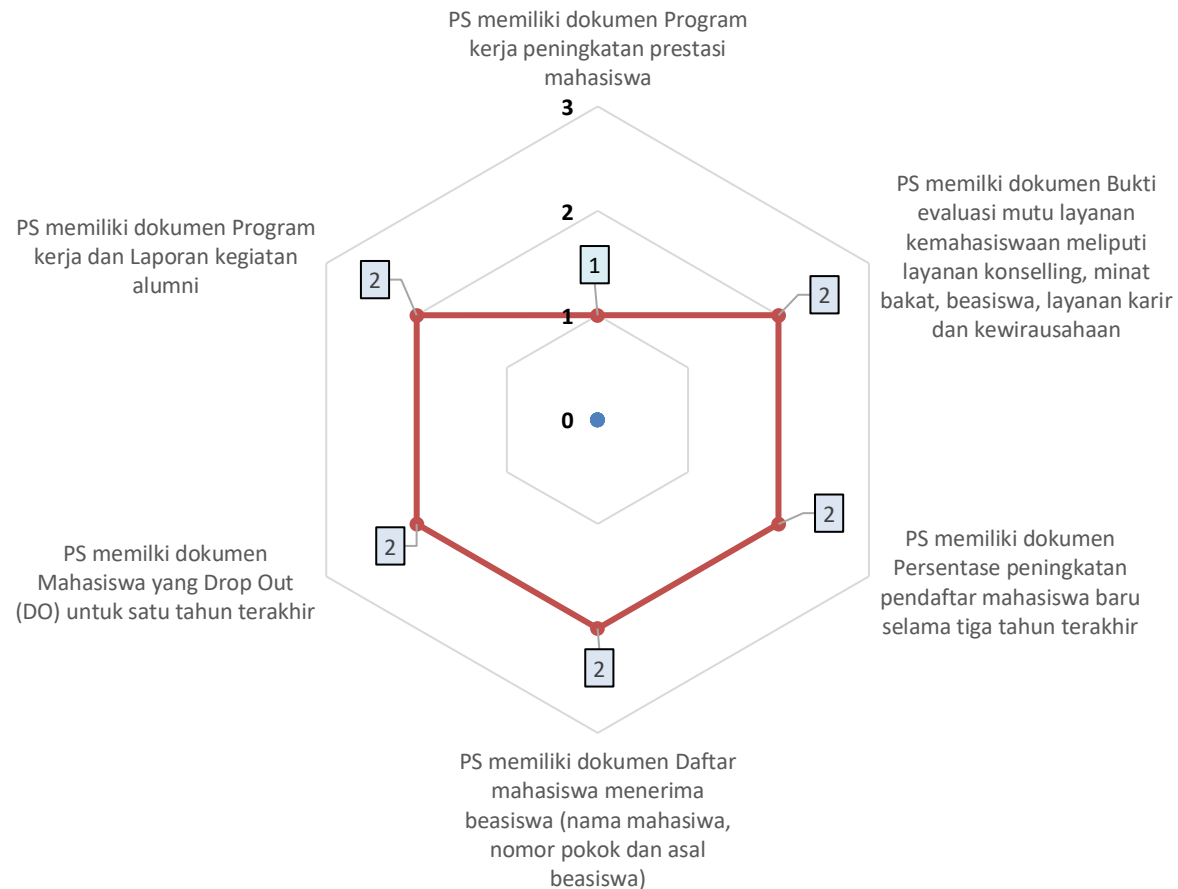 PS memiliki dokumen Program
kerja peningkatan prestasi
mahasiswa
3
2
1
0
1
PS memilki dokumen Bukti
evaluasi mutu layanan
kemahasiswaan meliputi
layanan konselling, minat
bakat, beasiswa, layanan karir
dan kewirausahaan
2
PS memiliki dokumen
Persentase peningkatan
pendaftar mahasiswa baru
selama tiga tahun terakhir
2
PS memiliki dokumen Daftar
mahasiswa menerima
beasiswa (nama mahasiwa,
nomor pokok dan asal
beasiswa)
2
PS memilki dokumen
Mahasiswa yang Drop Out
(DO) untuk satu tahun terakhir
2
PS memiliki dokumen Program
kerja dan Laporan kegiatan
alumni
2